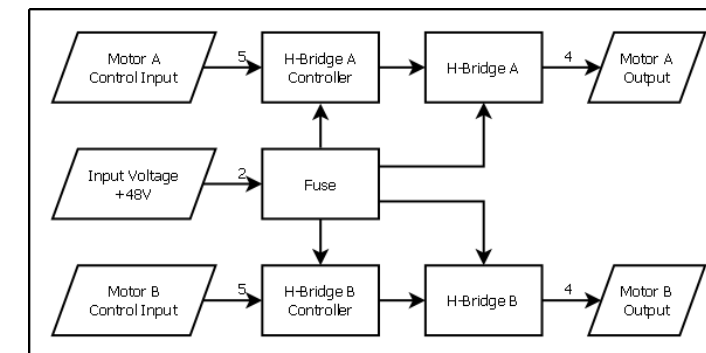 Motor A
Control Input
5
H-Bridge A
Controller
H-Bridge A
4
Motor A
Output
Input Voltage
+48V
2
Fuse
Motor B
Control Input
5
H-Bridge B
Controller
H-Bridge B
4
Motor B
Output